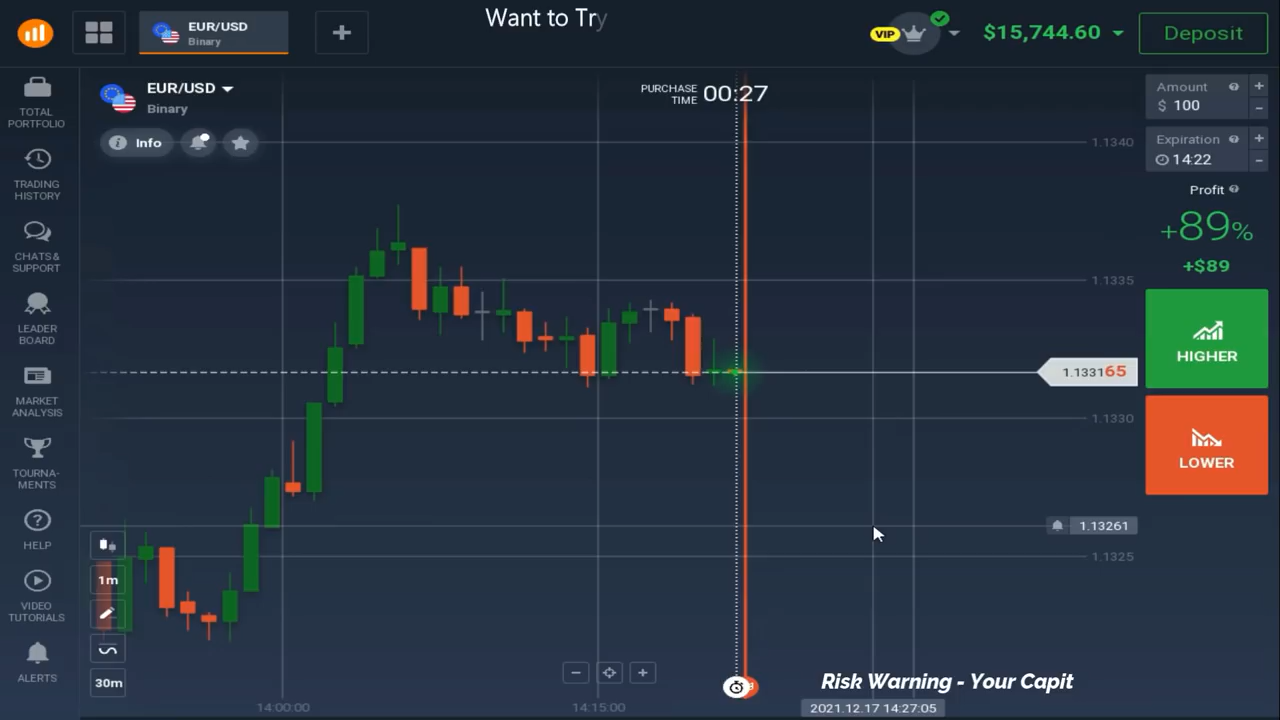 Want to Try
EUR/USD
Binary
VIP
$15,744.60
Deposit
TOTAL
PORTFOLIO
TRADING
HISTORY
CHATS &
SUPPORT
LEADER
BOARD
MARKET
ANALYSIS
TOURNA-
MENTS
HELP
VIDEO
TUTORIALS
ALERTS
EUR/USD
Binary
Info
PURCHASE
TIME
00:27
1.1340
1.1335
1.133165
1.1330
1.13261
1.1325
1m
30m
14:00:00
14:15:00
2021.12.17 14:27:05
Risk Warning - Your Capit
Amount
$ 100
Expiration
14:22
Profit
+89%
+$89
HIGHER
LOWER